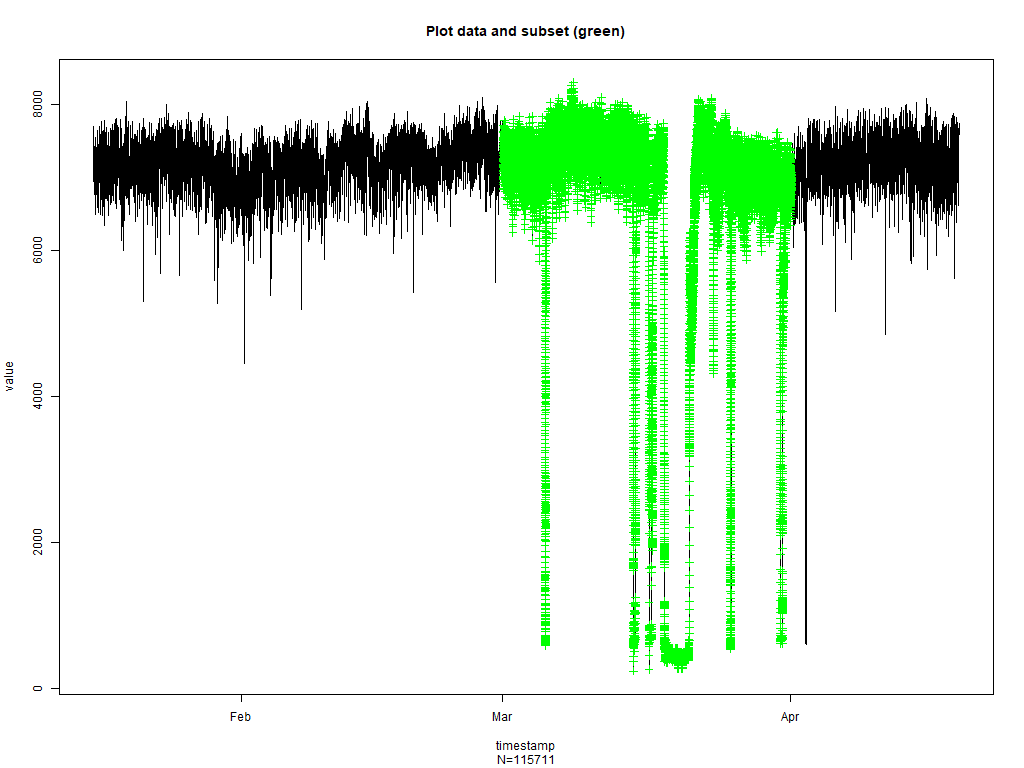 Plot data and subset (green)
value
8000
6000
4000
2000
0
Feb Mar Apr
timestamp
N=115711